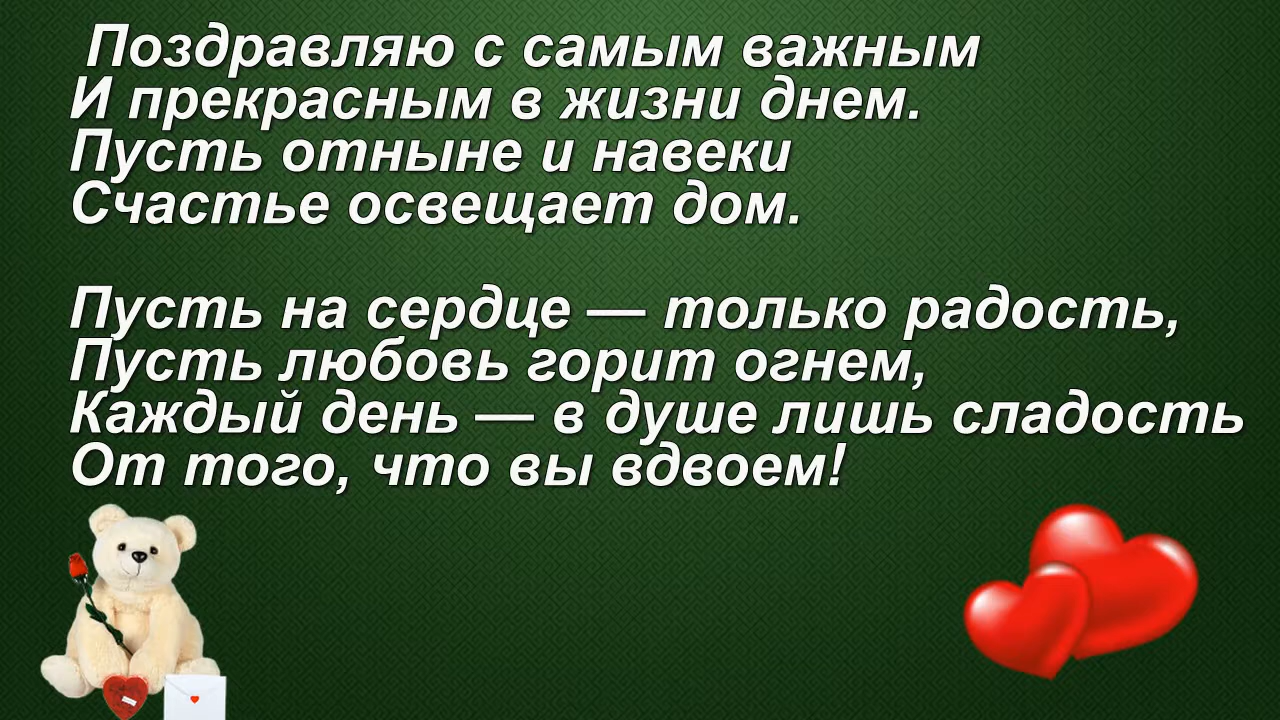 Поздравляю с самым важным
И прекрасным в жизни днем.
Пусть отныне и навеки
Счастье освещает дом.
Пусть на сердце — только радость,
Пусть любовь горит огнем,
Каждый день — в душе лишь сладость
От того, что вы вдвоем!